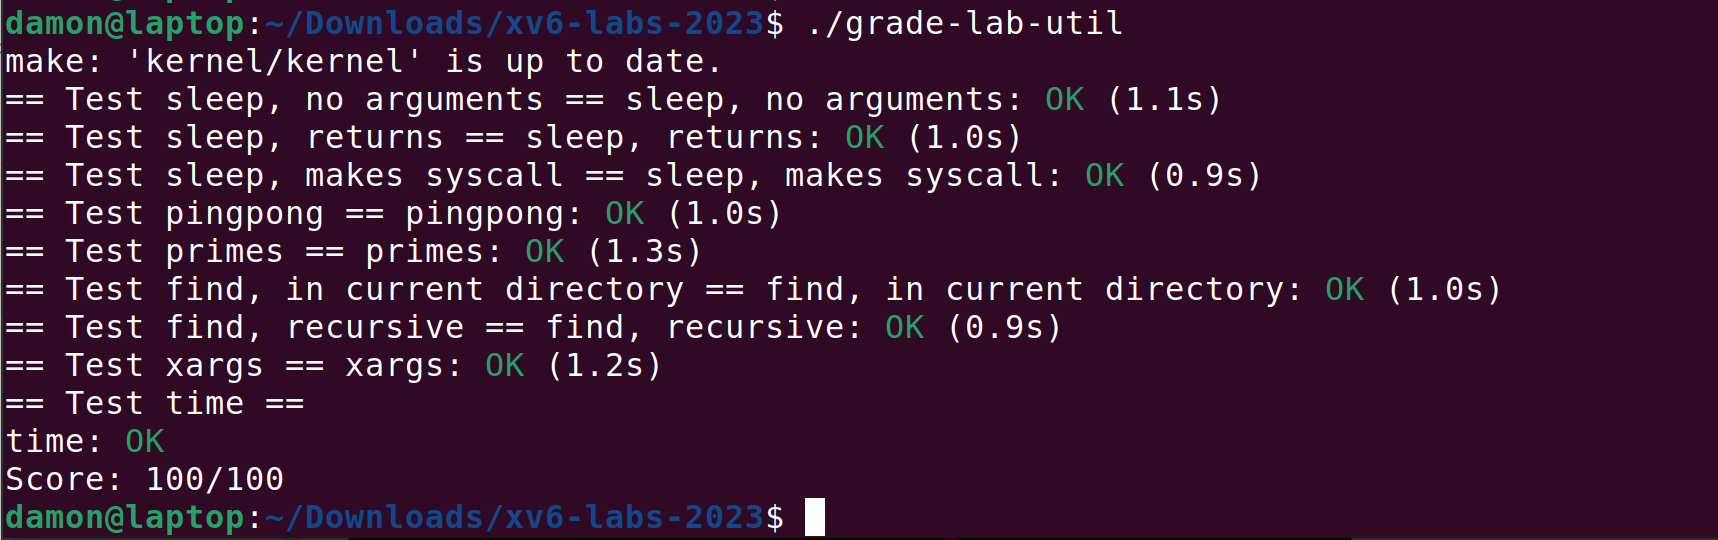 damon@laptop:~/Downloads/xv6-labs-2023$ ./grade-lab-util
make: 'kernel/kernel' is up to date.
== Test sleep, no arguments == sleep, no arguments: OK (1.1s)
== Test sleep, returns == sleep, returns: OK (1.0s)
== Test sleep, makes syscall == sleep, makes syscall: OK (0.9s)
== Test pingpong == pingpong: OK (1.0s)
== Test primes == primes: OK (1.3s)
== Test find, in current directory == find, in current directory: OK (1.0s)
== Test find, recursive == find, recursive: OK (0.9s)
== Test xargs == xargs: OK (1.2s)
== Test time ==
time: OK
Score: 100/100
damon@laptop:~/Downloads/xv6-labs-2023$